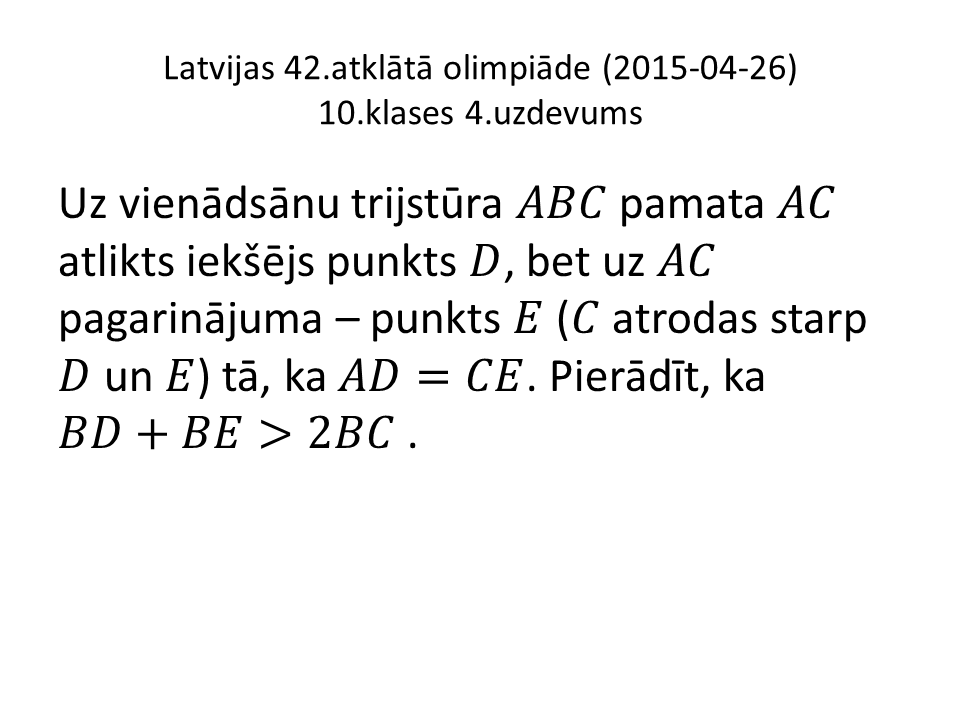 Latvijas 42.atklātā olimpiāde (2015-04-26)
10.klases 4.uzdevums
Uz vienādsānu trijstūra 𝐴𝐵𝐶 pamata 𝐴𝐶
atlikts iekšējs punkts 𝐷, bet uz 𝐴𝐶
pagarinājuma – punkts 𝐸 (𝐶 atrodas starp
𝐷 un 𝐸) tā, ka 𝐴𝐷 = 𝐶𝐸. Pierādīt, ka
𝐵𝐷 + 𝐵𝐸 > 2𝐵𝐶 .